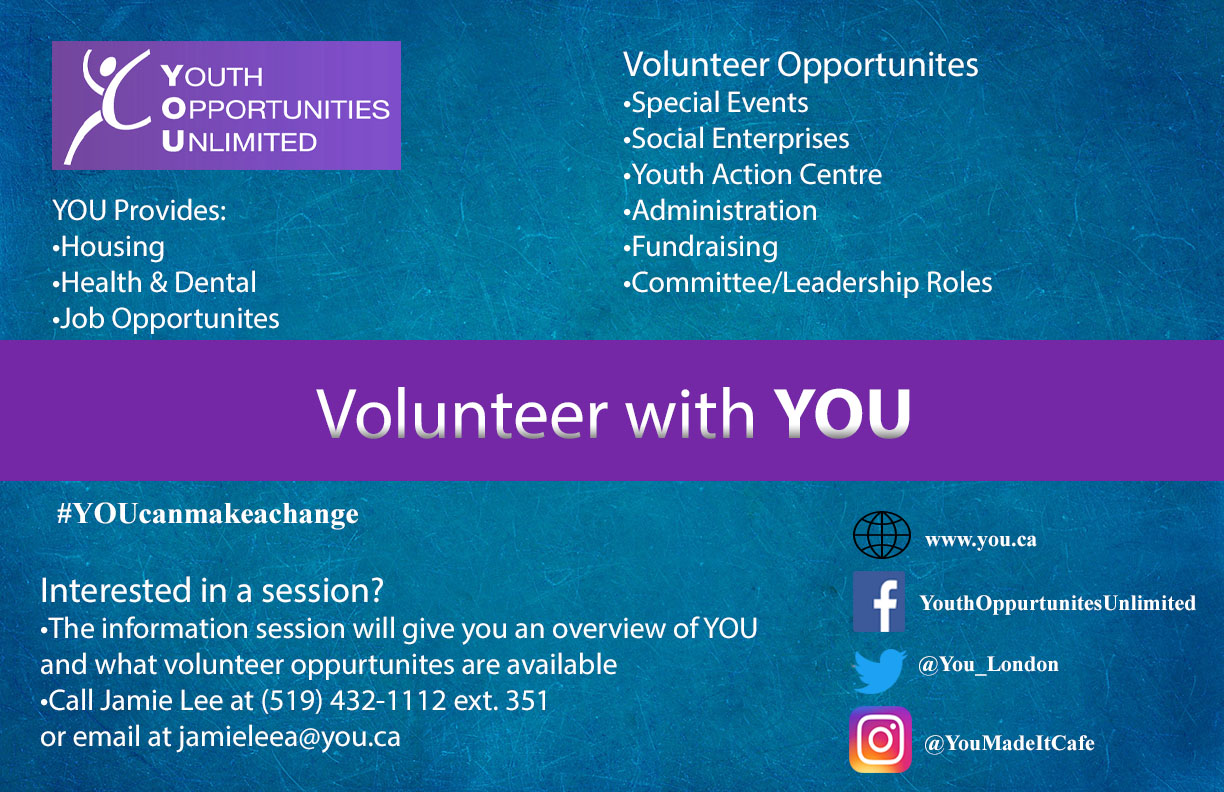 YOUTH
OPPORTUNITIES
UNLIMITED
YOU Provides:
•Housing
•Health & Dental
•Job Opportunites
Volunteer Opportunites
•Special Events
•Social Enterprises
•Youth Action Centre
•Administration
•Fundraising
•Committee/Leadership Roles
Volunteer with YOU
#YOUcanmakeachange
Interested in a session?
•The information session will give you an overview of YOU
and what volunteer oppurtunites are available
•Call Jamie Lee at (519) 432-1112 ext. 351
or email at jamieleea@you.ca
www.you.ca
YouthOppurtunitesUnlimited
@You_London
@YouMadeItCafe